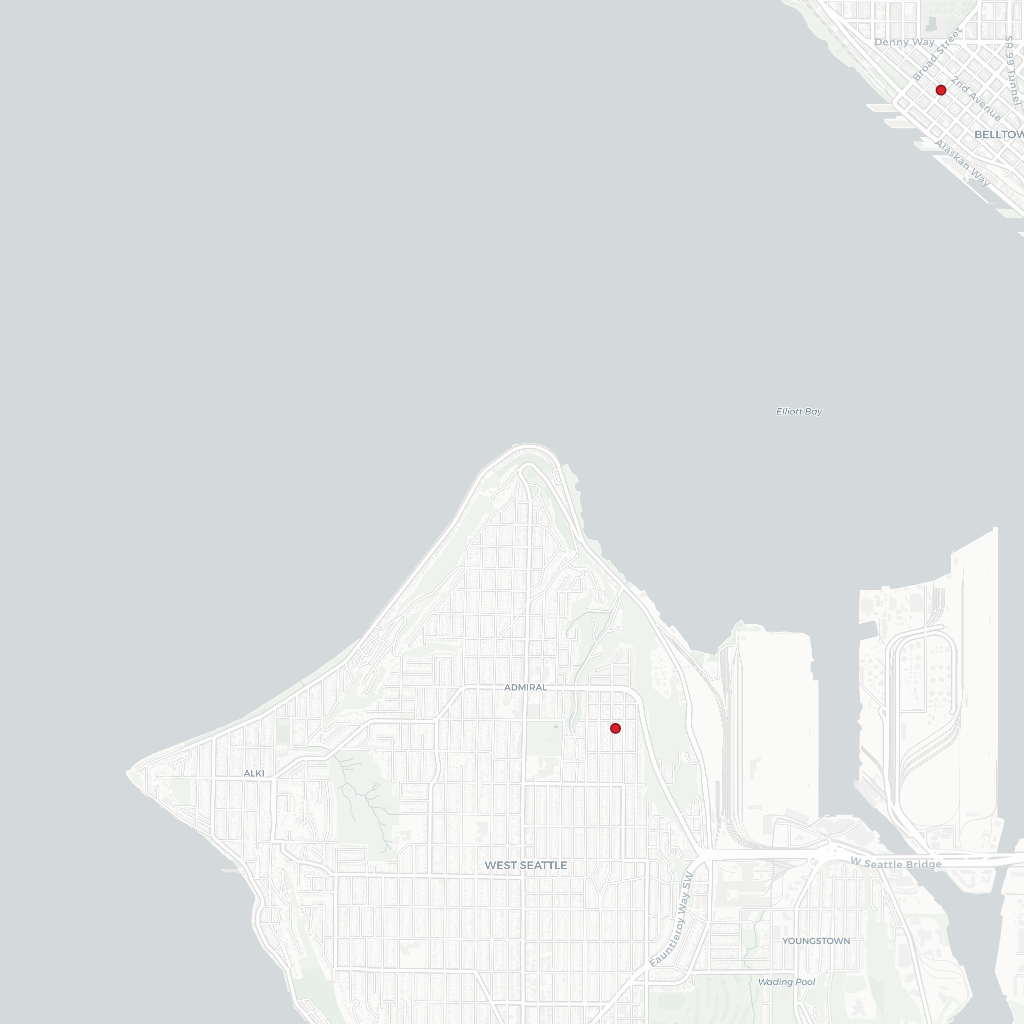 Denny Way
Broad Street
SR 99 Tunnel
2nd Avenue
BELLTOW
Alaskan Way
Elliott Bay
ADMIRAL
ALKI
WEST SEATTLE
W Seattle Bridge
Fauntleroy Way SW
YOUNGSTOWN
Wading Pool